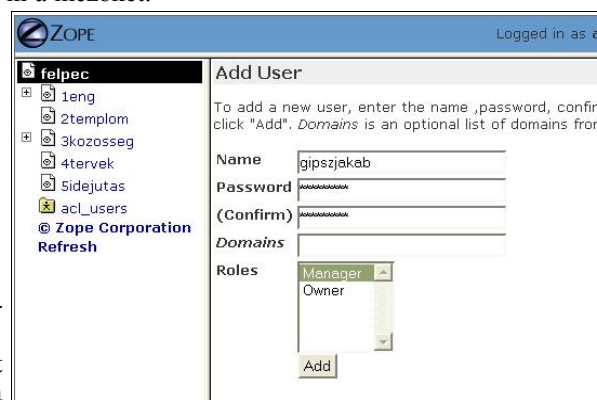 ZOPE
Logged in as
felpec
1eng
2templom
3kozosseg
4tervek
5idejutas
acl_users
© Zope Corporation
Refresh
Add User
To add a new user, enter the name ,password,
click "Add". Domains is an optional list of domains
Name
gipszjakab
Password
**********
(Confirm)
**********
Domains
Roles
Manager
Owner
Add